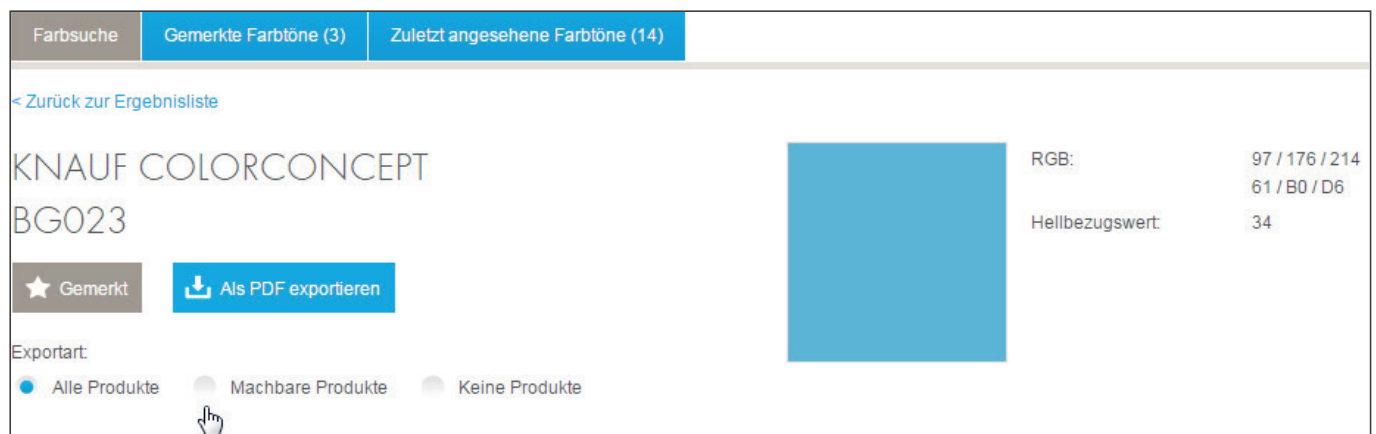 Farbsuche Gemerkte Farbtöne (3) Zuletzt angesehene Farbtöne (14)
< Zurück zur Ergebnisliste
KNAUF COLORCONCEPT
BG023
RGB: 97 / 176 / 214
61 / B0 / D6
Hellbezugswert: 34
Gemerkt Als PDF exportieren
Exportart:
Alle Produkte Machbare Produkte Keine Produkte